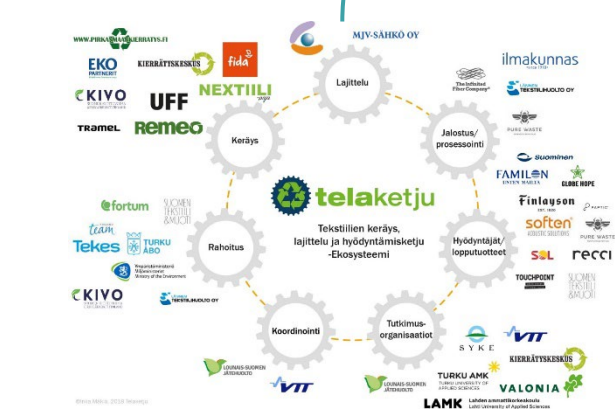 MJV-SÄHKÖ OY
Lajittelu
WWW.PIRKANMAANKIERRATYS.FI
EKO
PARTNERIT
KIERRÄTYSKESKUS
fida
NEXTIILI
KIVO
UFF
TRAMEL
Remeo
Keräys
ilmakunnas
The Infinited
Fiber Company
TEKSTIILIHUOLTO OY
PURE WASTE
Jalostus/
prosessointi
suominen
FAMILON
UNTEN MAILTA
GLOBE HOPE
Finlayson
soften
PURE WASTE
SOL
recci
TOUCHPOINT
SUOMEN
TEKSTIILI
&MUOTI
Hyödyntäjät/
lopputuotteet
telaketju
Tekstiilien keräys,
lajittelu ja hyödyntämisketju
-Ekosysteemi
fortum
SUOMEN
TEKSTIILI
&MUOTI
team
Tekes
TURKU
ÅBO
Ympäristöministeriö
Miljöministeriet
Ministry of the Environment
KIVO
TEKSTIILIHUOLTO OY
Rahoitus
Koordinointi
LOUNAIS-SUOMEN
JÄTEHUOLTO
VTT
Tutkimus-
organisaatiot
LOUNAIS-SUOMEN
JÄTEHUOLTO
SYKE
VTT
KIERRÄTYSKESKUS
TURKU AMK
TURKU UNIVERSITY OF
APPLIED SCIENCES
VALONIA
LAMK
Lahden ammattikorkeakoulu
Lahti University of Applied Sciences